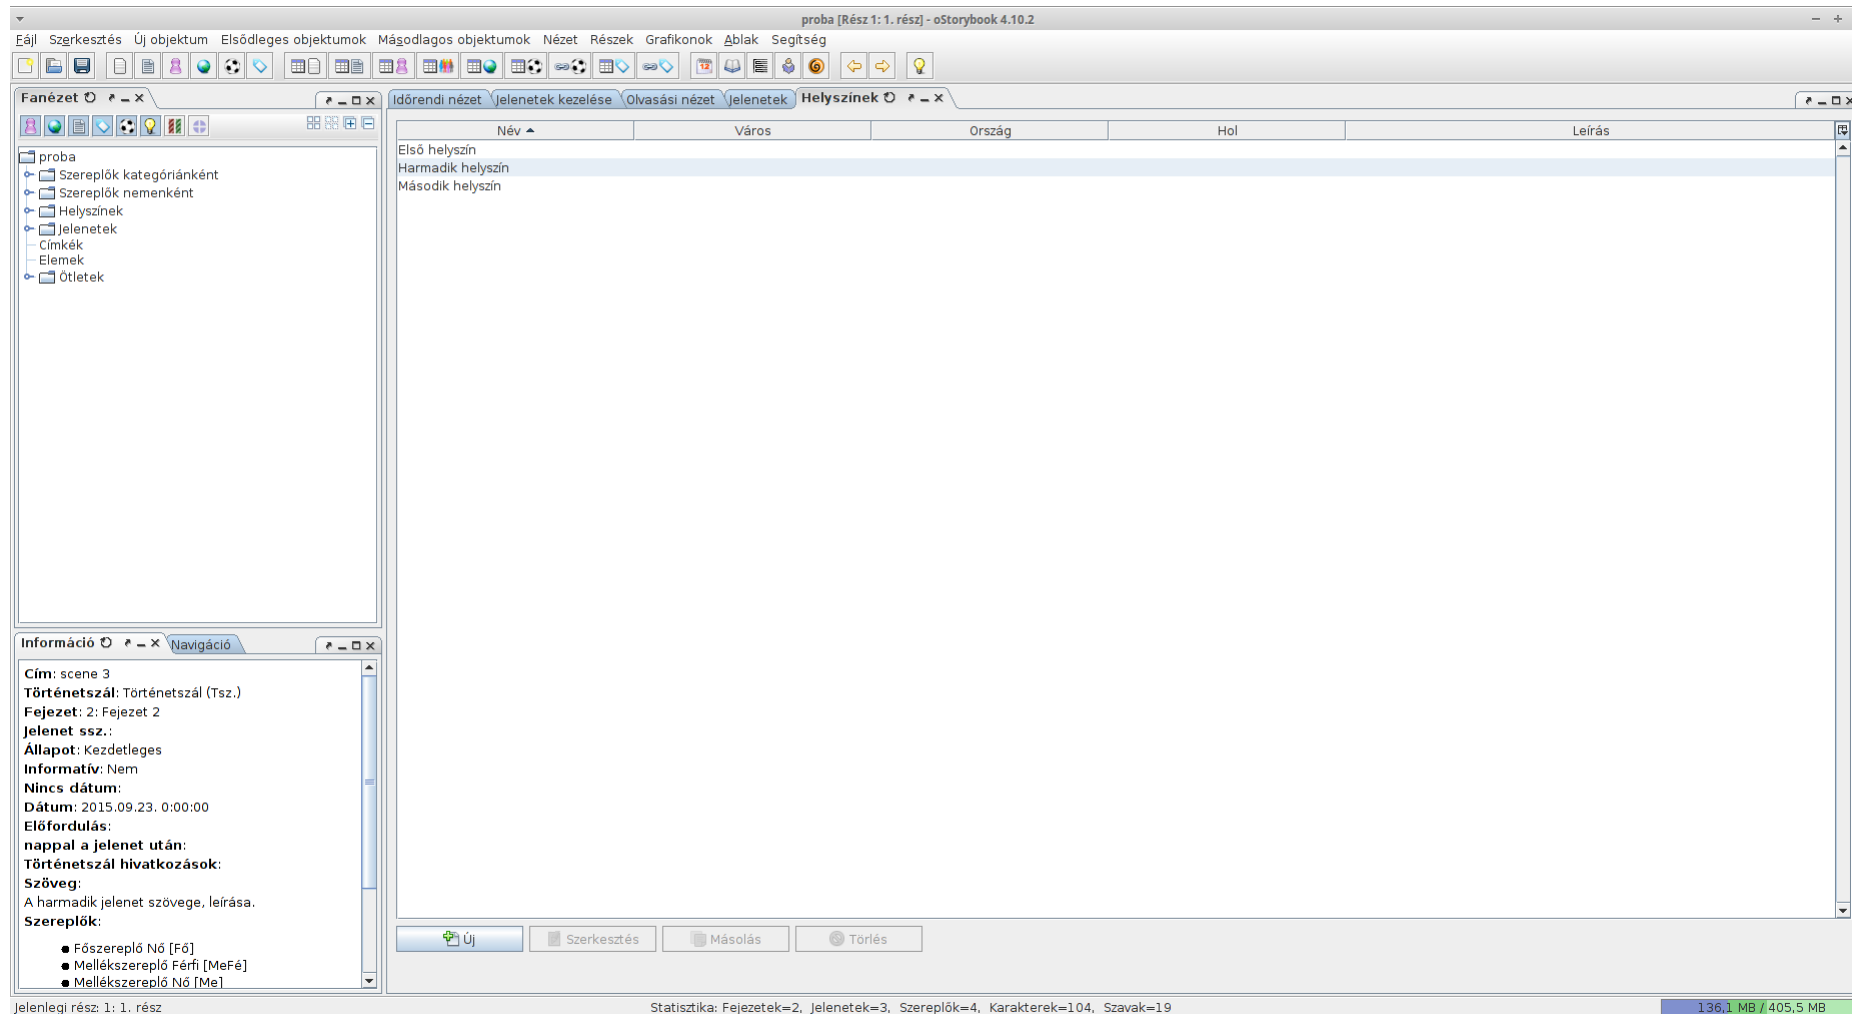 proba [Rész 1: 1. rész] - oStorybook 4.10.2
Fájl Szerkesztés Új objektum Elsődleges objektumok Másodlagos objektumok Nézet Részek Grafikonok Ablak Segítség
12
Fanézet
Időrendi nézet Jelenetek kezelése Olvasási nézet Jelenetek Helyszínek
Név Város Ország Hol Leírás
proba
Szereplők kategóriánként
Szereplők nemenként
Helyszínek
Jelenetek
Címkék
Elemek
Ötletek
Első helyszín
Harmadik helyszín
Második helyszín
Információ Navigáció
Cím: scene 3
Történetszál: Történetszál (Tsz.)
Fejezet: 2: Fejezet 2
Jelenet ssz.:
Állapot: Kezdetleges
Informatív: Nem
Nincs dátum:
Dátum: 2015.09.23. 0:00:00
Előfordulás:
nappal a jelenet után:
Történetszál hivatkozások:
Szöveg:
A harmadik jelenet szövege, leírása.
Szereplők:
Főszereplő Nő [Fő]
Mellékszereplő Férfi [MeFé]
Mellékszereplő Nő [Me]
Új Szerkesztés Másolás Törlés
Jelenlegi rész: 1: 1. rész
Statisztika: Fejezetek=2, Jelenetek=3, Szereplők=4, Karakterek=104, Szavak=19
136,1 MB / 405,5 MB